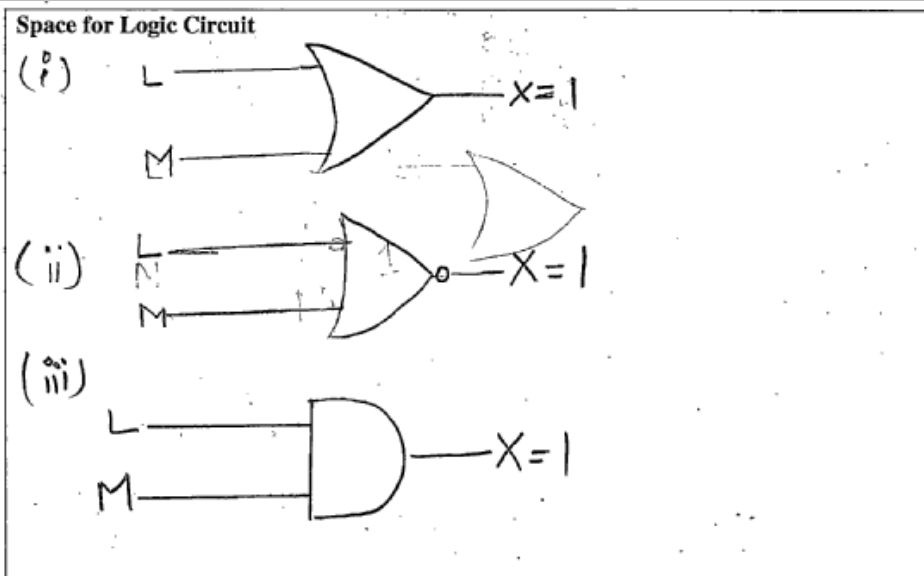 Space for Logic Circuit
(i)
L
X=1
M
(ii)
L
X=1
M
(iii)
L
X=1
M